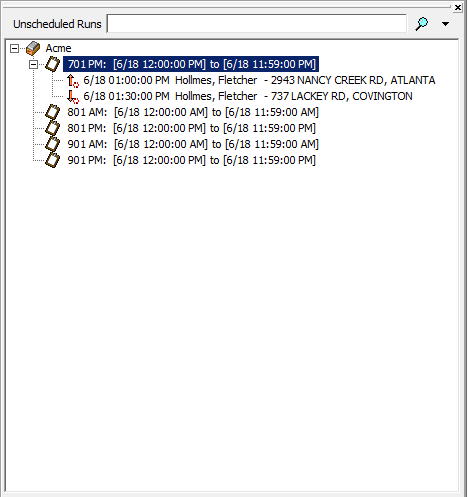 Unscheduled Runs
Acme
701 PM: [6/18 12:00:00 PM] to [6/18 11:59:00 PM]
6/18 01:00:00 PM Hollmes, Fletcher - 2943 NANCY CREEK RD, ATLANTA
6/18 01:30:00 PM Hollmes, Fletcher - 737 LACKEY RD, COVINGTON
801 AM: [6/18 12:00:00 AM] to [6/18 11:59:00 AM]
801 PM: [6/18 12:00:00 PM] to [6/18 11:59:00 PM]
901 AM: [6/18 12:00:00 AM] to [6/18 11:59:00 AM]
901 PM: [6/18 12:00:00 PM] to [6/18 11:59:00 PM]